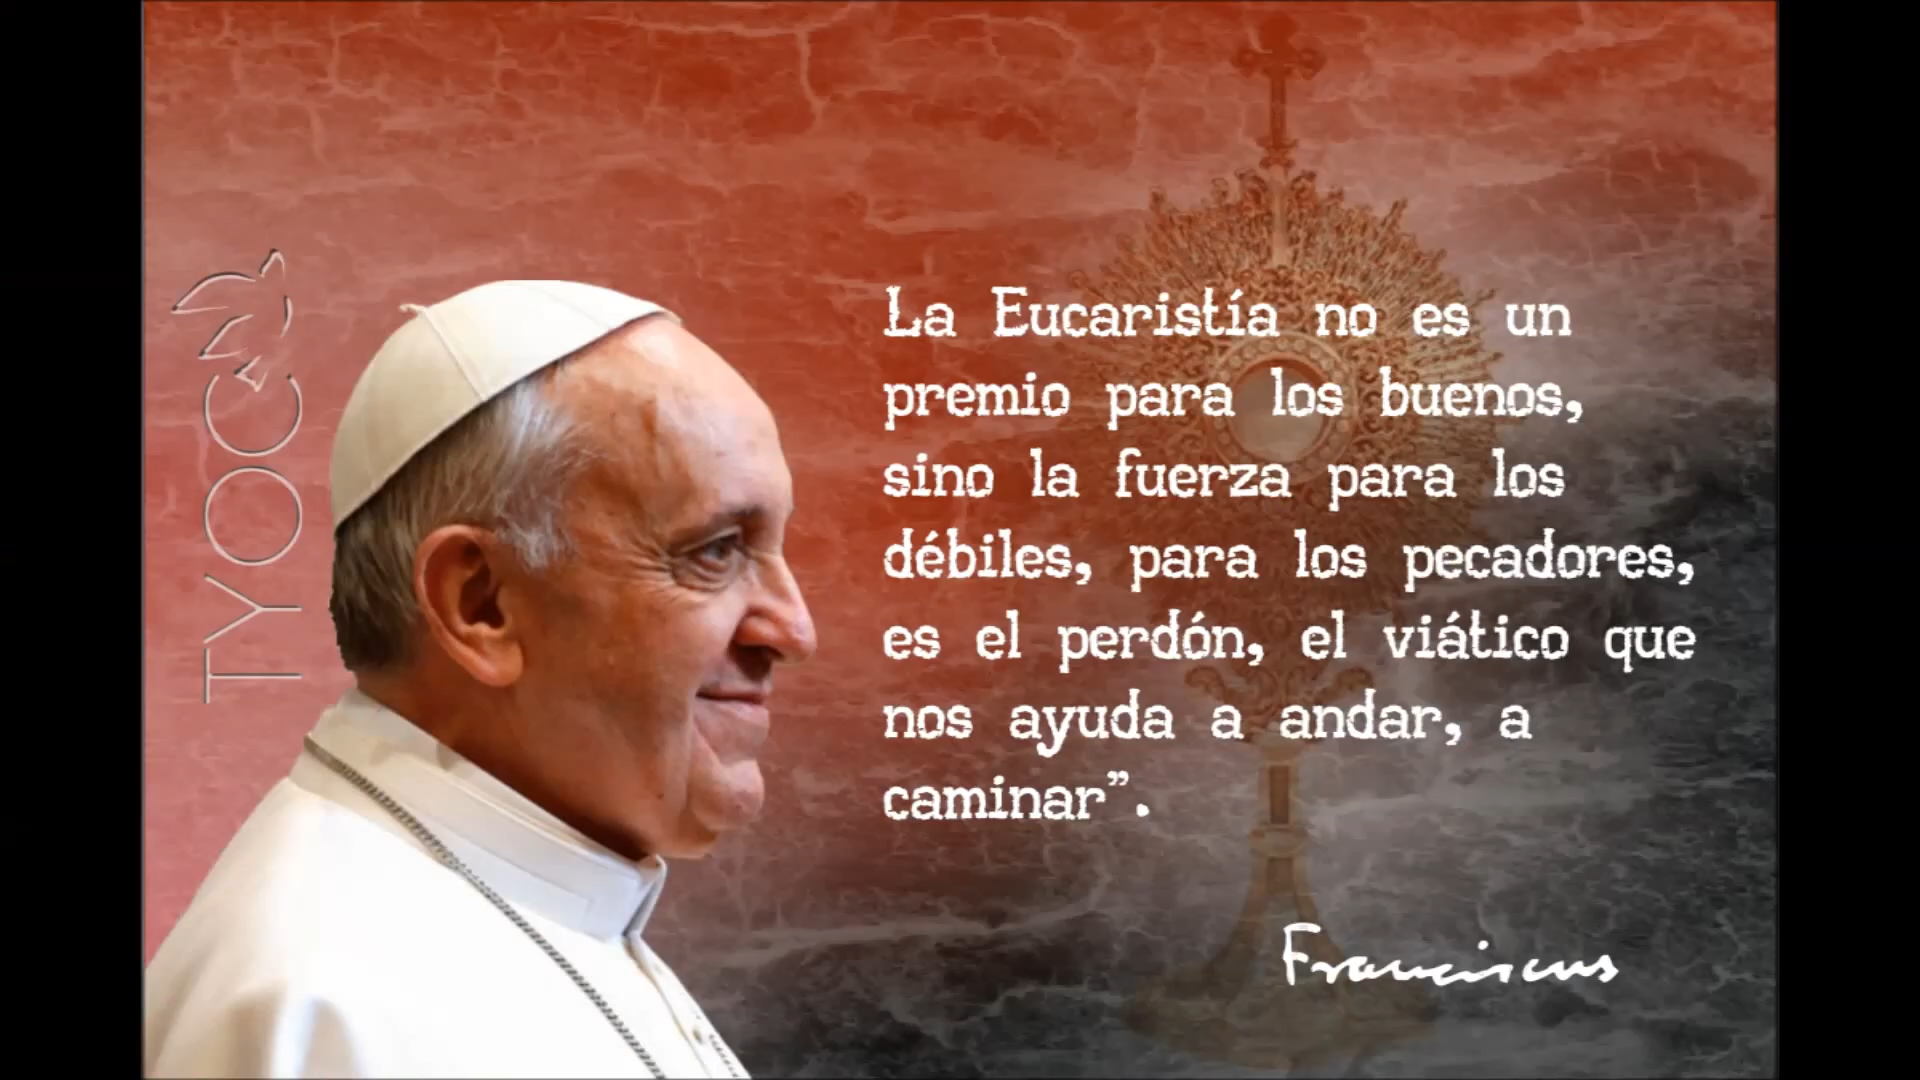 TYOC
La Eucaristía no es un
premio para los buenos,
sino la fuerza para los
débiles, para los pecadores,
es el perdón, el viático que
nos ayuda a andar, a
caminar”.
Franciscus